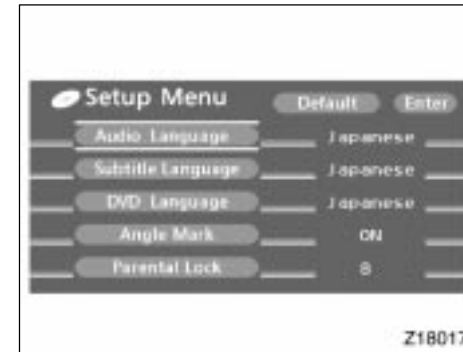 Setup Menu Default Enter
Audio Language Japanese
Subtitle Language Japanese
DVD Language Japanese
Angle Mark ON
Parental Lock 8
Z18017